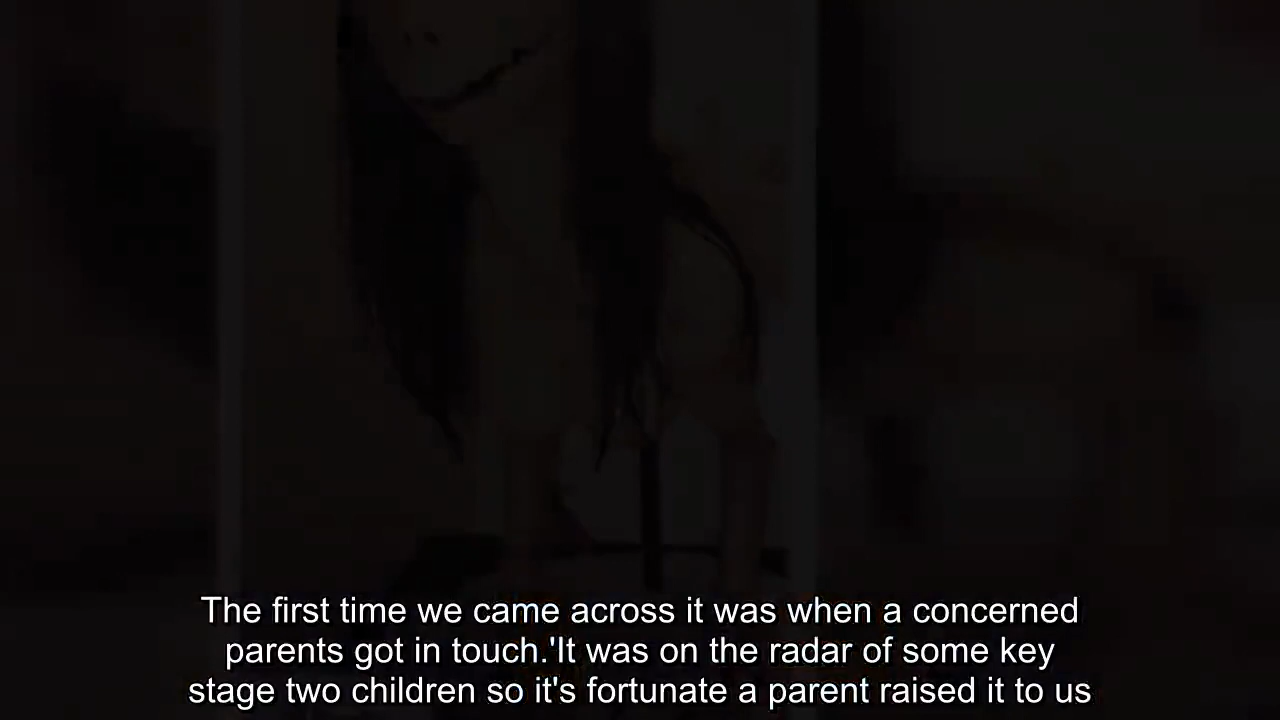 The first time we came across it was when a concerned
parents got in touch.'It was on the radar of some key
stage two children so it's fortunate a parent raised it to us